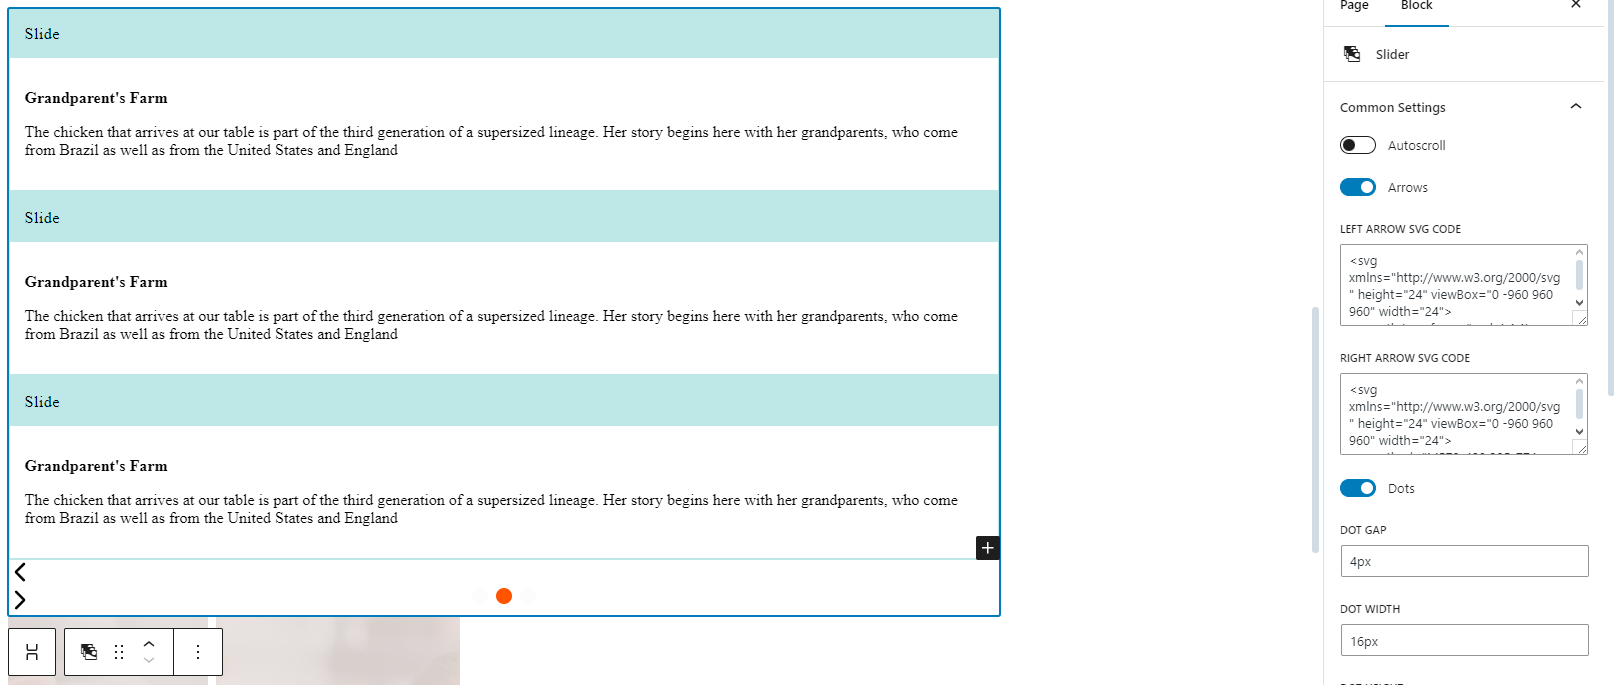 Slide
Grandparent's Farm
The chicken that arrives at our table is part of the third generation of a supersized lineage. Her story begins here with her grandparents, who come
from Brazil as well as from the United States and England
Slide
Grandparent's Farm
The chicken that arrives at our table is part of the third generation of a supersized lineage. Her story begins here with her grandparents, who come
from Brazil as well as from the United States and England
Slide
Grandparent's Farm
The chicken that arrives at our table is part of the third generation of a supersized lineage. Her story begins here with her grandparents, who come
from Brazil as well as from the United States and England
Page Block
Slider
Common Settings
Autoscroll
Arrows
LEFT ARROW SVG CODE
<svg
xmlns="http://www.w3.org/2000/svg
" height="24" viewBox="0 -960 960
960" width="24">
RIGHT ARROW SVG CODE
<svg
xmlns="http://www.w3.org/2000/svg
" height="24" viewBox="0 -960 960
960" width="24">
Dots
DOT GAP
4px
DOT WIDTH
16px